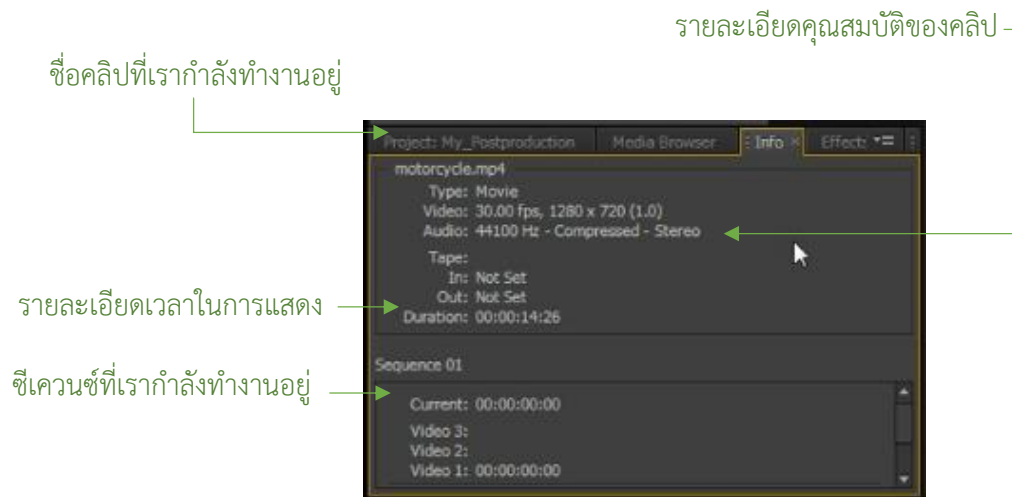 รายละเอียดคุณสมบัติของคลิป
ชื่อคลิปที่เรากำลังทำงานอยู่
Project: My_Postproduction Media Browser Info × Effect:
motorcycle.mp4
Type: Movie
Video: 30.00 fps, 1280 x 720 (1.0)
Audio: 44100 Hz - Compressed - Stereo
Tape:
In: Not Set
รายละเอียดเวลาในการแสดง
Out: Not Set
Duration: 00:00:14:26
Sequence 01
ซีเควนซ์ที่เรากำลังทำงานอยู่
Current: 00:00:00:00
Video 3:
Video 2:
Video 1: 00:00:00:00